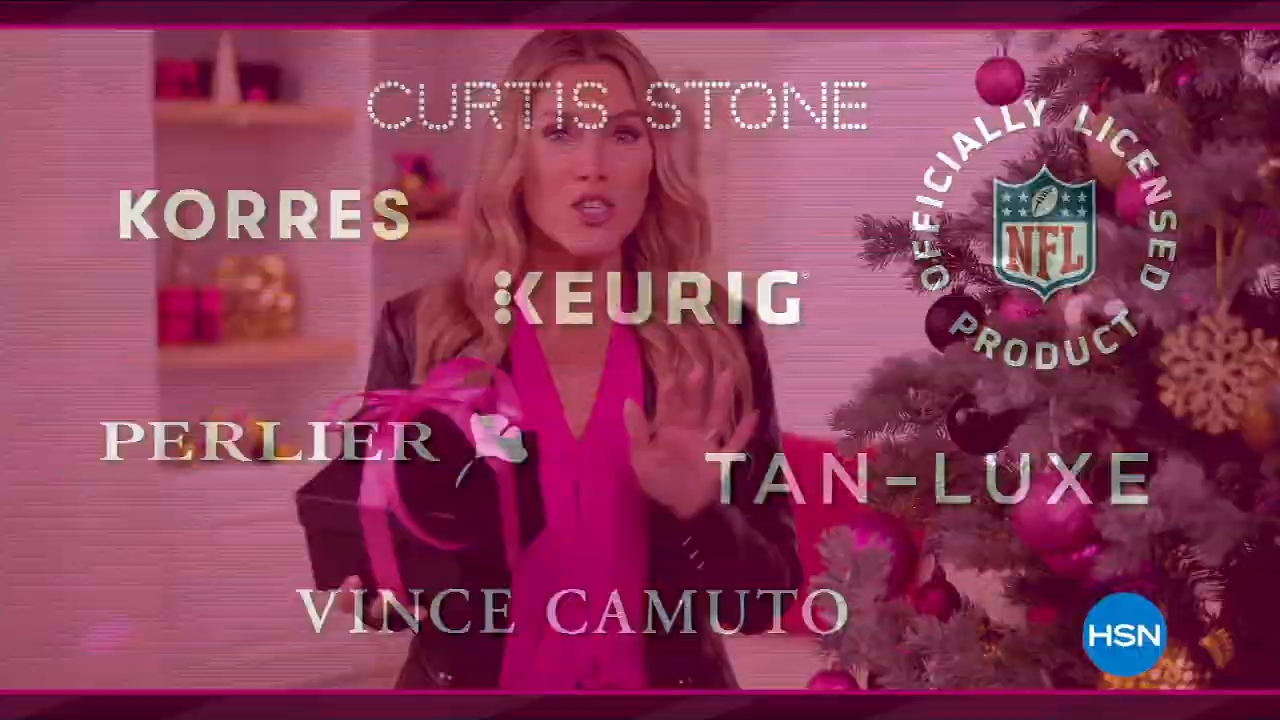 CURTIS STONE
KORRES
OFFICIALLY LICENSED
NFL
PRODUCT
KEURIG
PERLIER
TAN-LUXE
VINCE CAMUTO
HSN